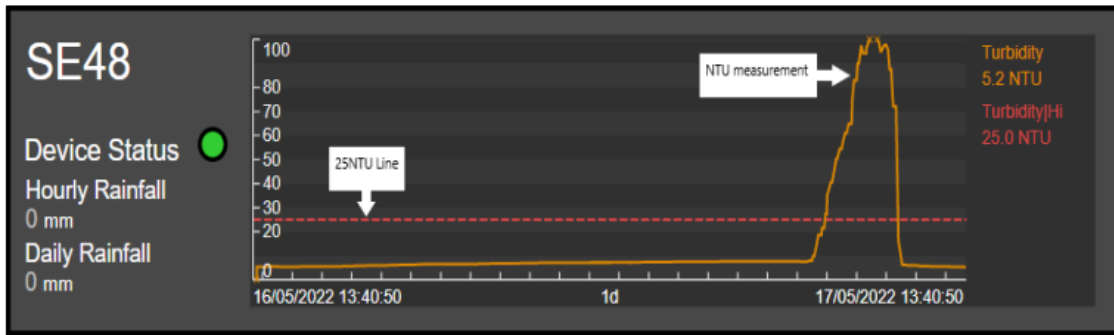 SE48
Device Status
Hourly Rainfall
0 mm
Daily Rainfall
0 mm
100
80
70
60
50
40
30
20
0
25NTU Line
NTU measurement
16/05/2022 13:40:50
1d
17/05/2022 13:40:50
Turbidity
5.2 NTU
Turbidity|Hi
25.0 NTU